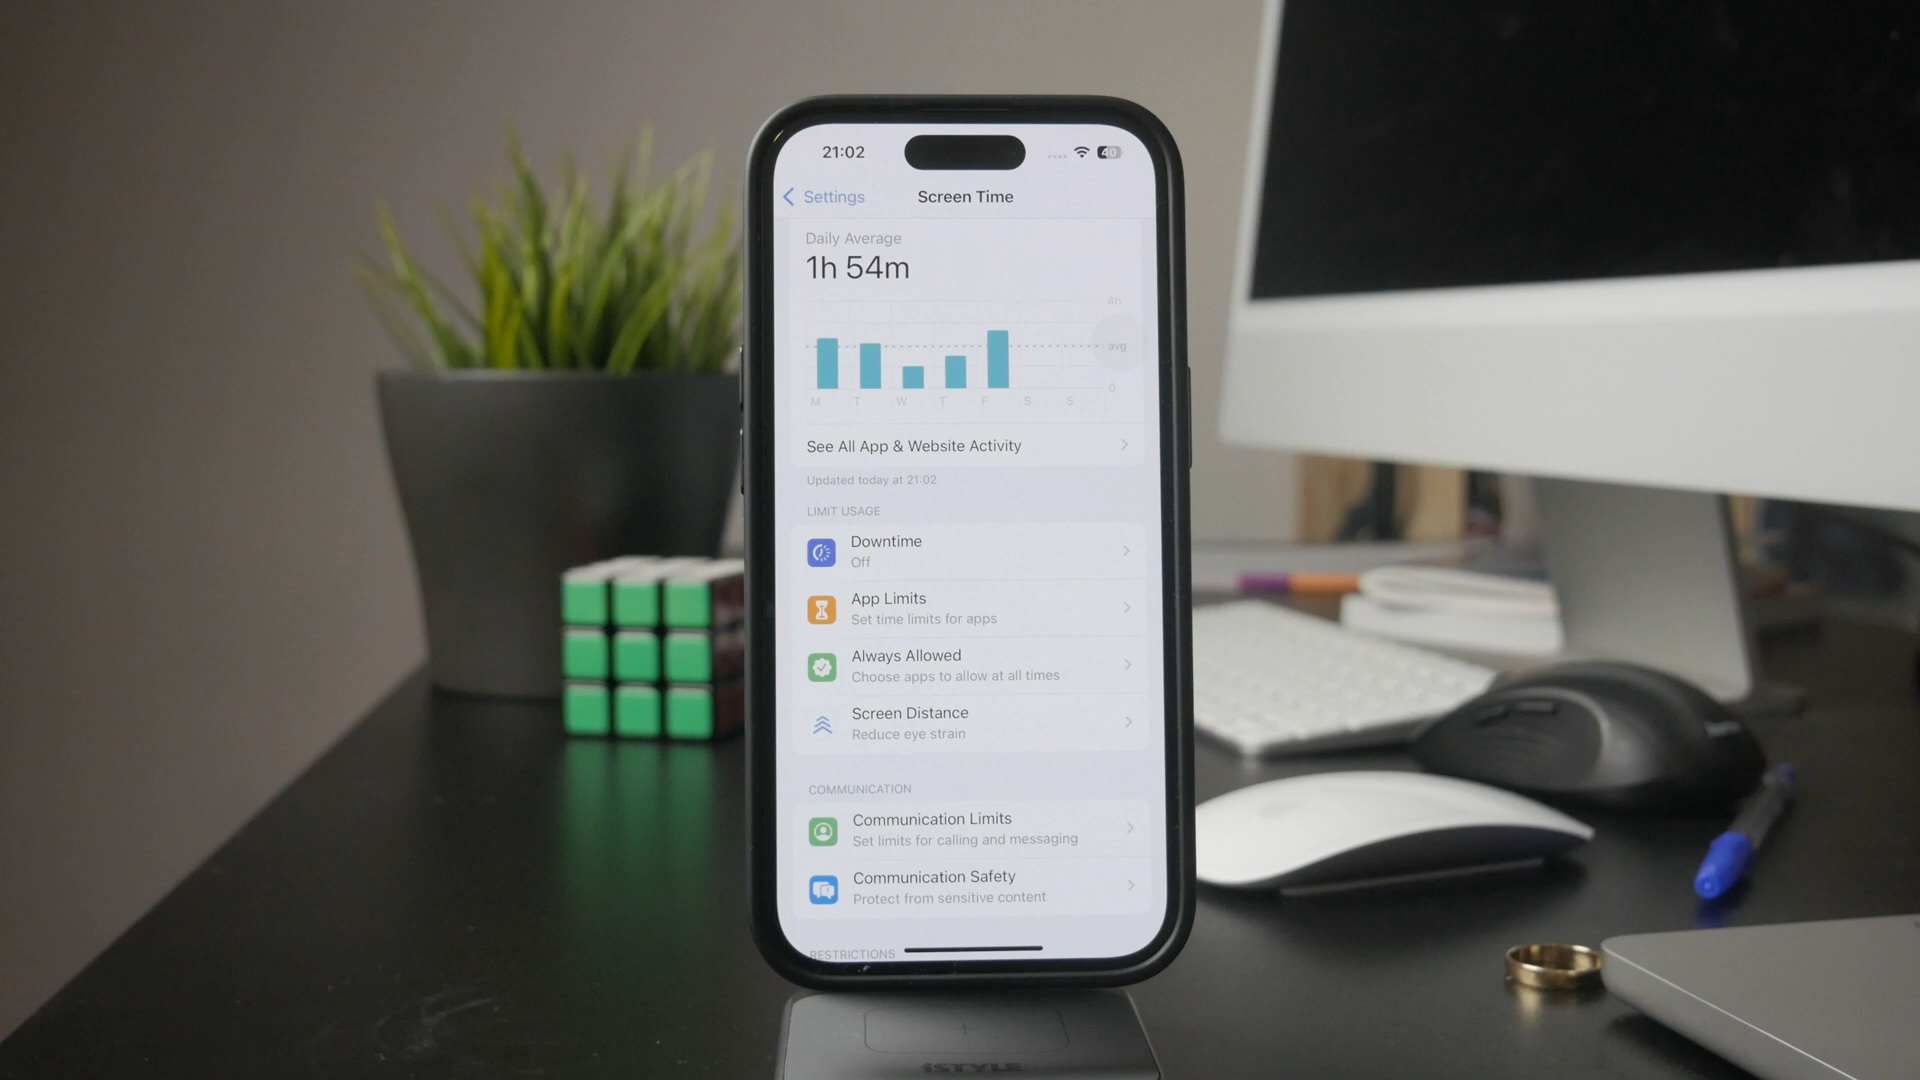 21:02
40
Settings
Screen Time
Daily Average
1h 54m
4h
avg
0
M T W T F S S
See All App & Website Activity
Updated today at 21:02
LIMIT USAGE
Downtime
Off
App Limits
Set time limits for apps
Always Allowed
Choose apps to allow at all times
Screen Distance
Reduce eye strain
COMMUNICATION
Communication Limits
Set limits for calling and messaging
Communication Safety
Protect from sensitive content
RESTRICTIONS
iSTYLE